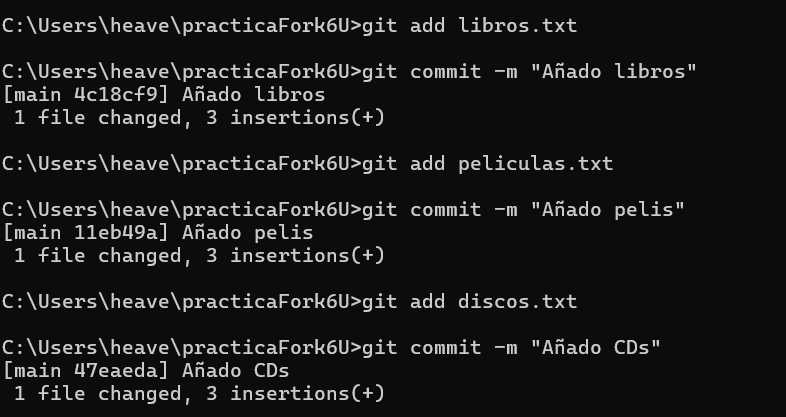 C:\Users\heave\practicaFork6U>git add libros.txt
C:\Users\heave\practicaFork6U>git commit -m "Añado libros"
[main 4c18cf9] Añado libros
 1 file changed, 3 insertions(+)
C:\Users\heave\practicaFork6U>git add peliculas.txt
C:\Users\heave\practicaFork6U>git commit -m "Añado pelis"
[main 11eb49a] Añado pelis
 1 file changed, 3 insertions(+)
C:\Users\heave\practicaFork6U>git add discos.txt
C:\Users\heave\practicaFork6U>git commit -m "Añado CDs"
[main 47eaeda] Añado CDs
 1 file changed, 3 insertions(+)